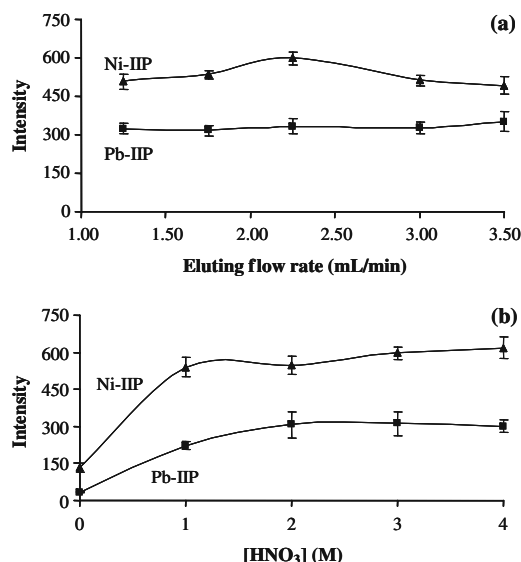 (a)
750
600
450
300
150
0
Intensity
Ni-IIP
Pb-IIP
1.00 1.50 2.00 2.50 3.00 3.50
Eluting flow rate (mL/min)
(b)
750
600
450
300
150
0
Intensity
Ni-IIP
Pb-IIP
0 1 2 3 4
[HNO₃] (M)